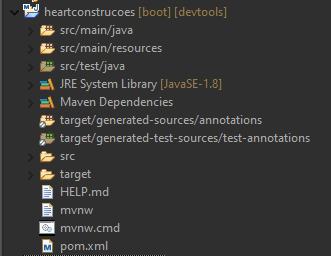 heartconstrucoes [boot] [devtools]
src/main/java
src/main/resources
src/test/java
JRE System Library [JavaSE-1.8]
Maven Dependencies
target/generated-sources/annotations
target/generated-test-sources/test-annotations
src
target
HELP.md
mvnw
mvnw.cmd
pom.xml